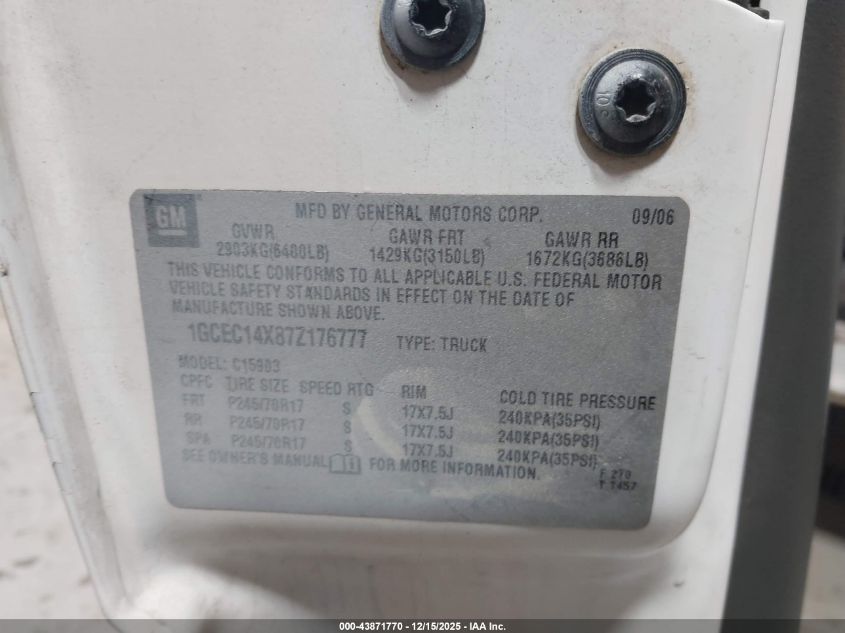 10.9
GM
MFD BY GENERAL MOTORS CORP. 09/06
GVWR GAWR FRT GAWR RR
2903KG(6400LB) 1429KG(3150LB) 1672KG(3686LB)
THIS VEHICLE CONFORMS TO ALL APPLICABLE U.S. FEDERAL MOTOR
VEHICLE SAFETY STANDARDS IN EFFECT ON THE DATE OF
MANUFACTURE SHOWN ABOVE.
1GCEC14X87Z176777 TYPE: TRUCK
MODEL: C15903
CPFC TIRE SIZE SPEED RTG RIM COLD TIRE PRESSURE
FRT P245/70R17 S 17X7.5J 240KPA(35PSI)
RR P245/70R17 S 17X7.5J 240KPA(35PSI)
SPA P245/70R17 S 17X7.5J 240KPA(35PSI)
SEE OWNER'S MANUAL FOR MORE INFORMATION.
F 270
T 1457
000-43871770 - 12/15/2025 - IAA Inc.